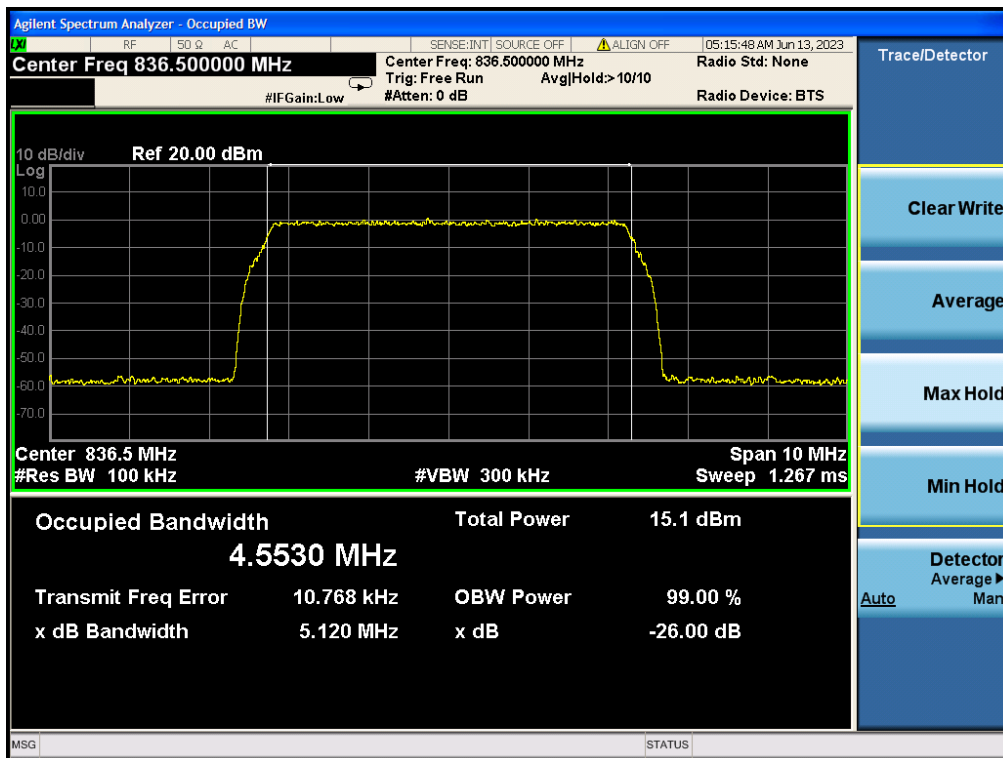 Agilent Spectrum Analyzer - Occupied BW
LXI RF 50 Ω AC SENSE:INT SOURCE OFF ALIGN OFF 05:15:48 AM Jun 13, 2023
Center Freq 836.500000 MHz
Center Freq: 836.500000 MHz Radio Std: None
Trig: Free Run Avg|Hold:>10/10
#IFGain:Low #Atten: 0 dB Radio Device: BTS
10 dB/div Ref 20.00 dBm
Log
10.0
0.00
-10.0
-20.0
-30.0
-40.0
-50.0
-60.0
-70.0
Center 836.5 MHz Span 10 MHz
#Res BW 100 kHz #VBW 300 kHz Sweep 1.267 ms
Occupied Bandwidth Total Power 15.1 dBm
4.5530 MHz
Transmit Freq Error 10.768 kHz OBW Power 99.00 %
x dB Bandwidth 5.120 MHz x dB -26.00 dB
MSG STATUS
Trace/Detector
Clear Write
Average
Max Hold
Min Hold
Detector
Average
Auto Man